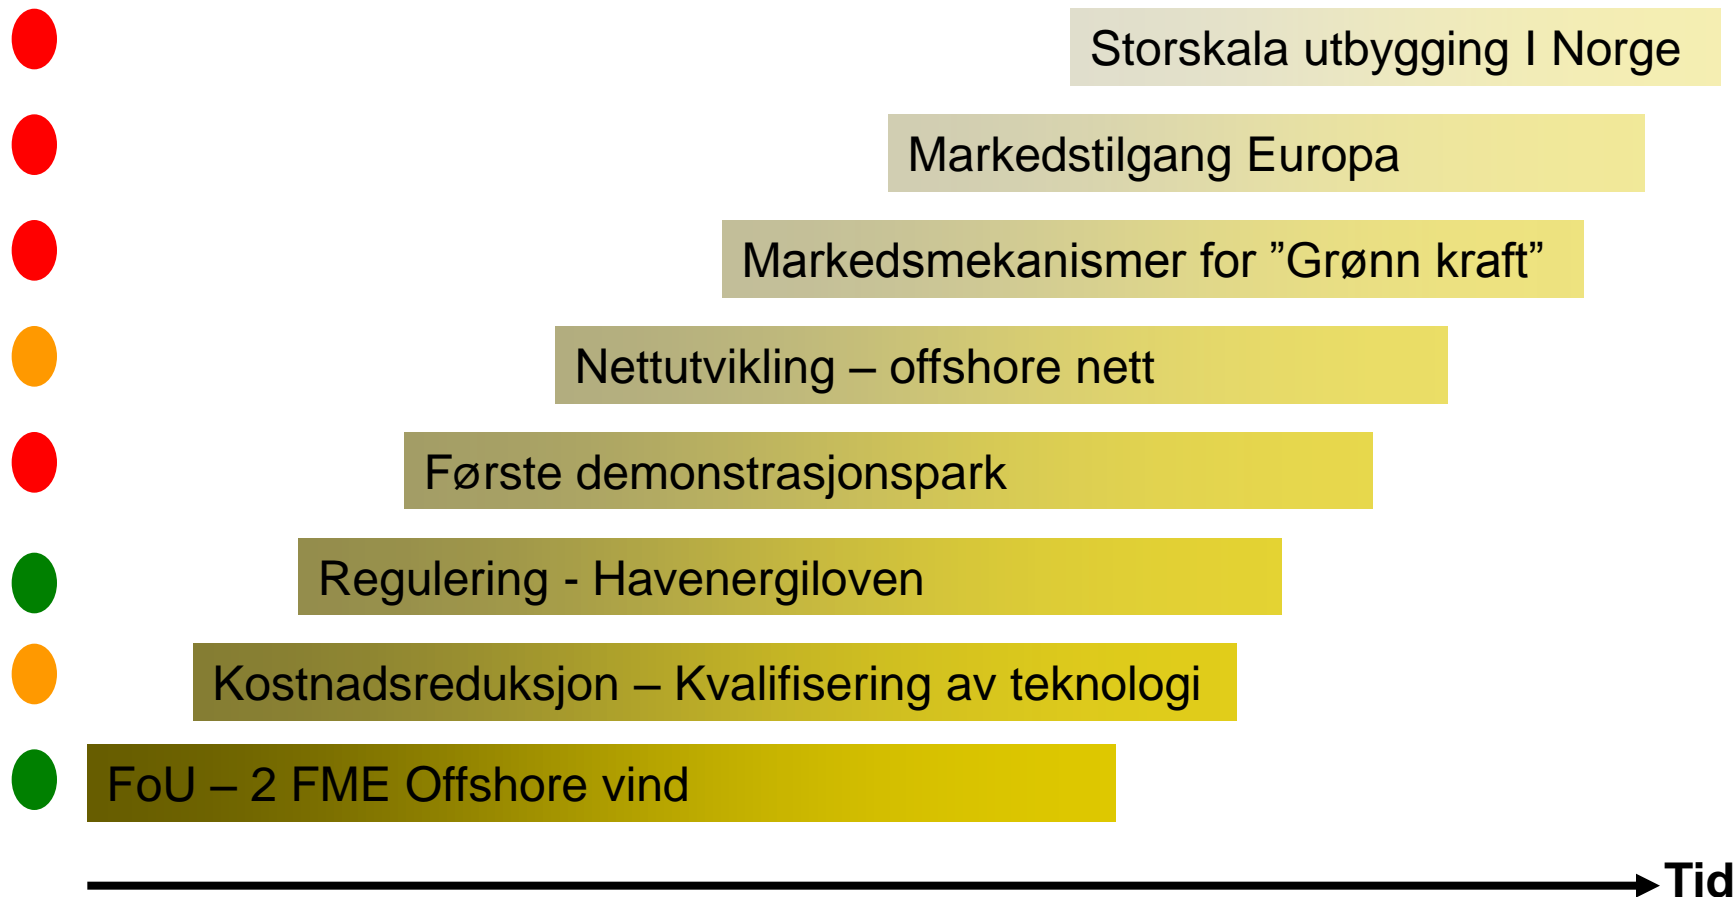 Storskala utbygging I Norge
Markedstilgang Europa
Markedsmekanismer for ”Grønn kraft”
Nettutvikling – offshore nett
Første demonstrasjonspark
Regulering - Havenergiloven
Kostnadsreduksjon – Kvalifisering av teknologi
FoU – 2 FME Offshore vind
Tid